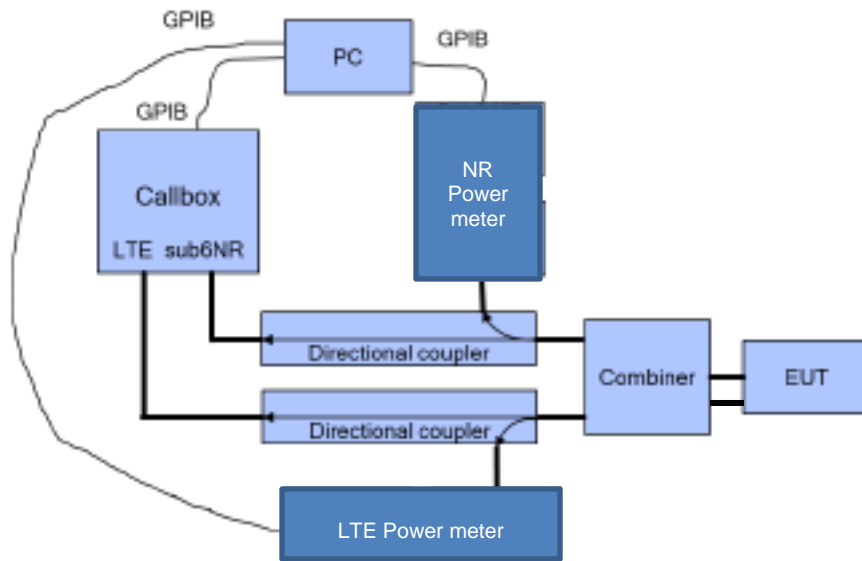 GPIB
PC
GPIB
GPIB
Callbox
LTE sub6NR
NR
Power
meter
Directional coupler
Combiner
EUT
Directional coupler
LTE Power meter